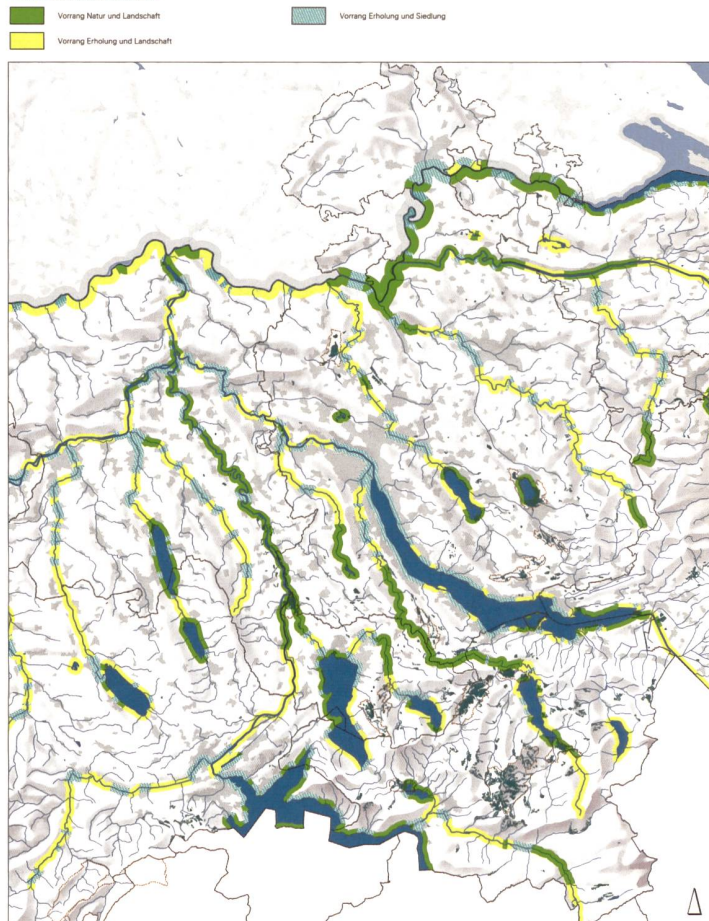 Vorrang Natur und Landschaft
Vorrang Erholung und Siedlung
Vorrang Erholung und Landschaft